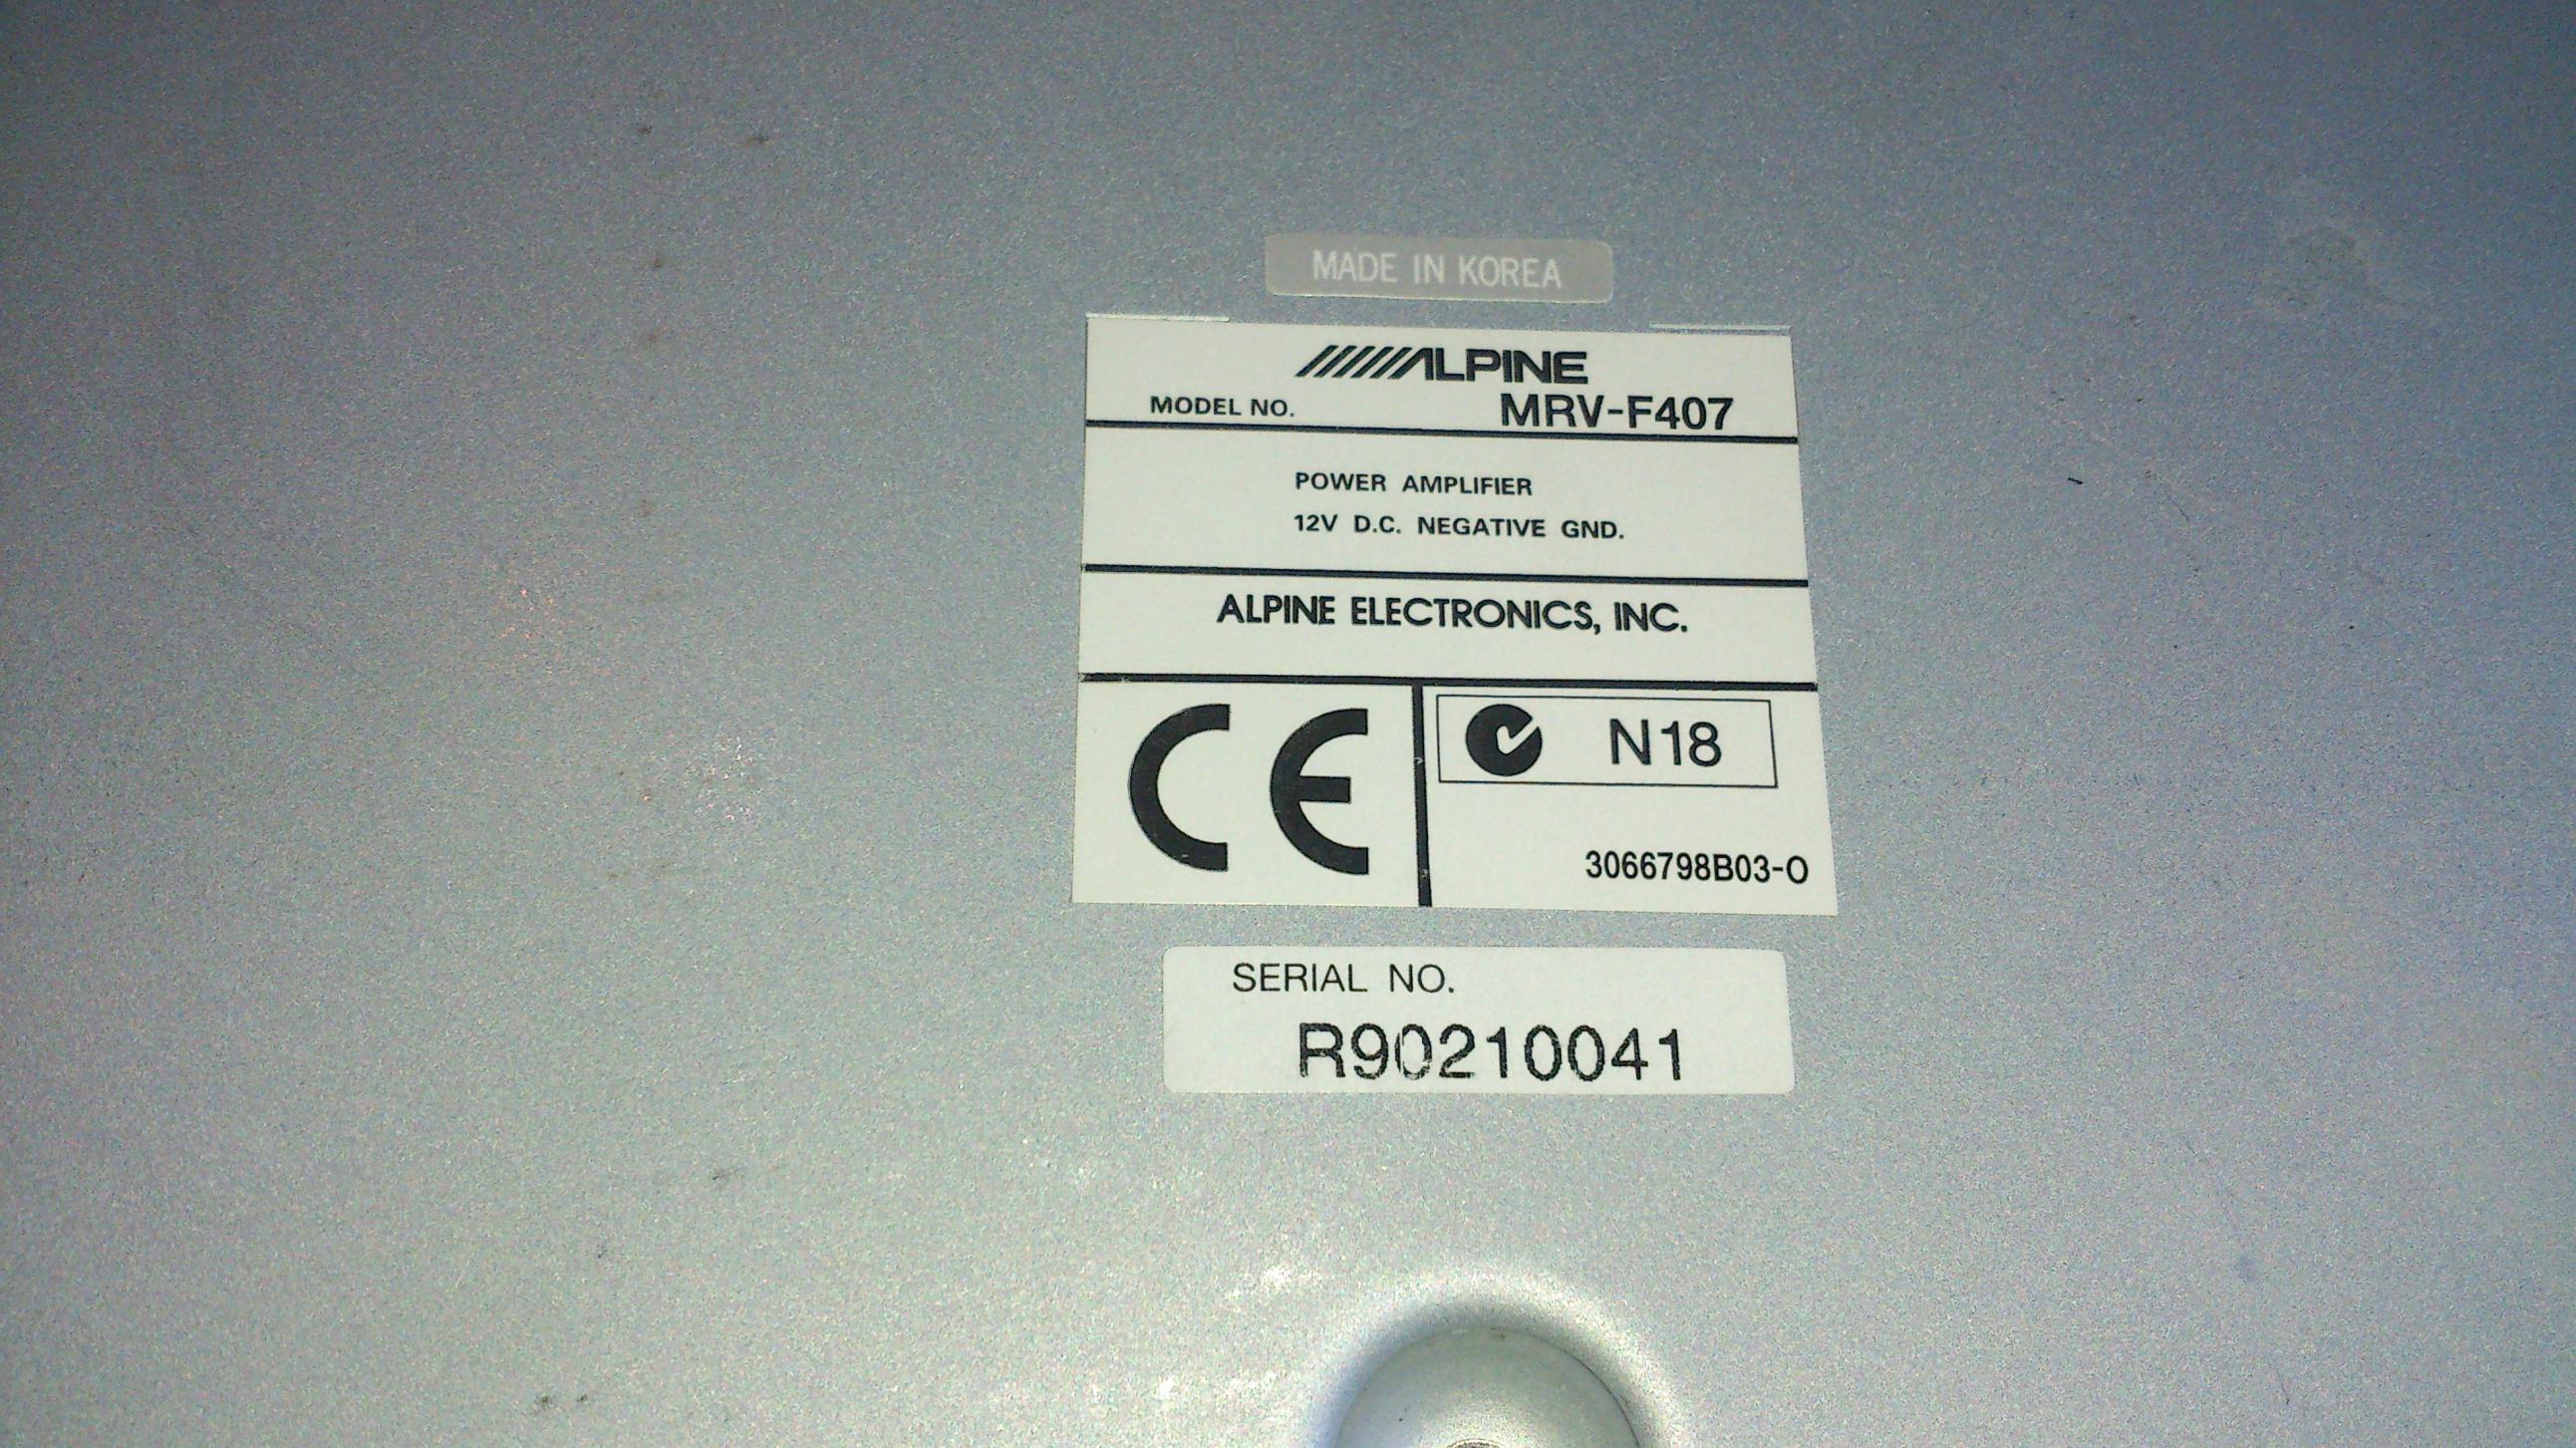 MADE IN KOREA
ALPINE
MODEL NO. MRV-F407
POWER AMPLIFIER
12V D.C. NEGATIVE GND.
ALPINE ELECTRONICS, INC.
CE
N18
3066798B03-O
SERIAL NO.
R90210041